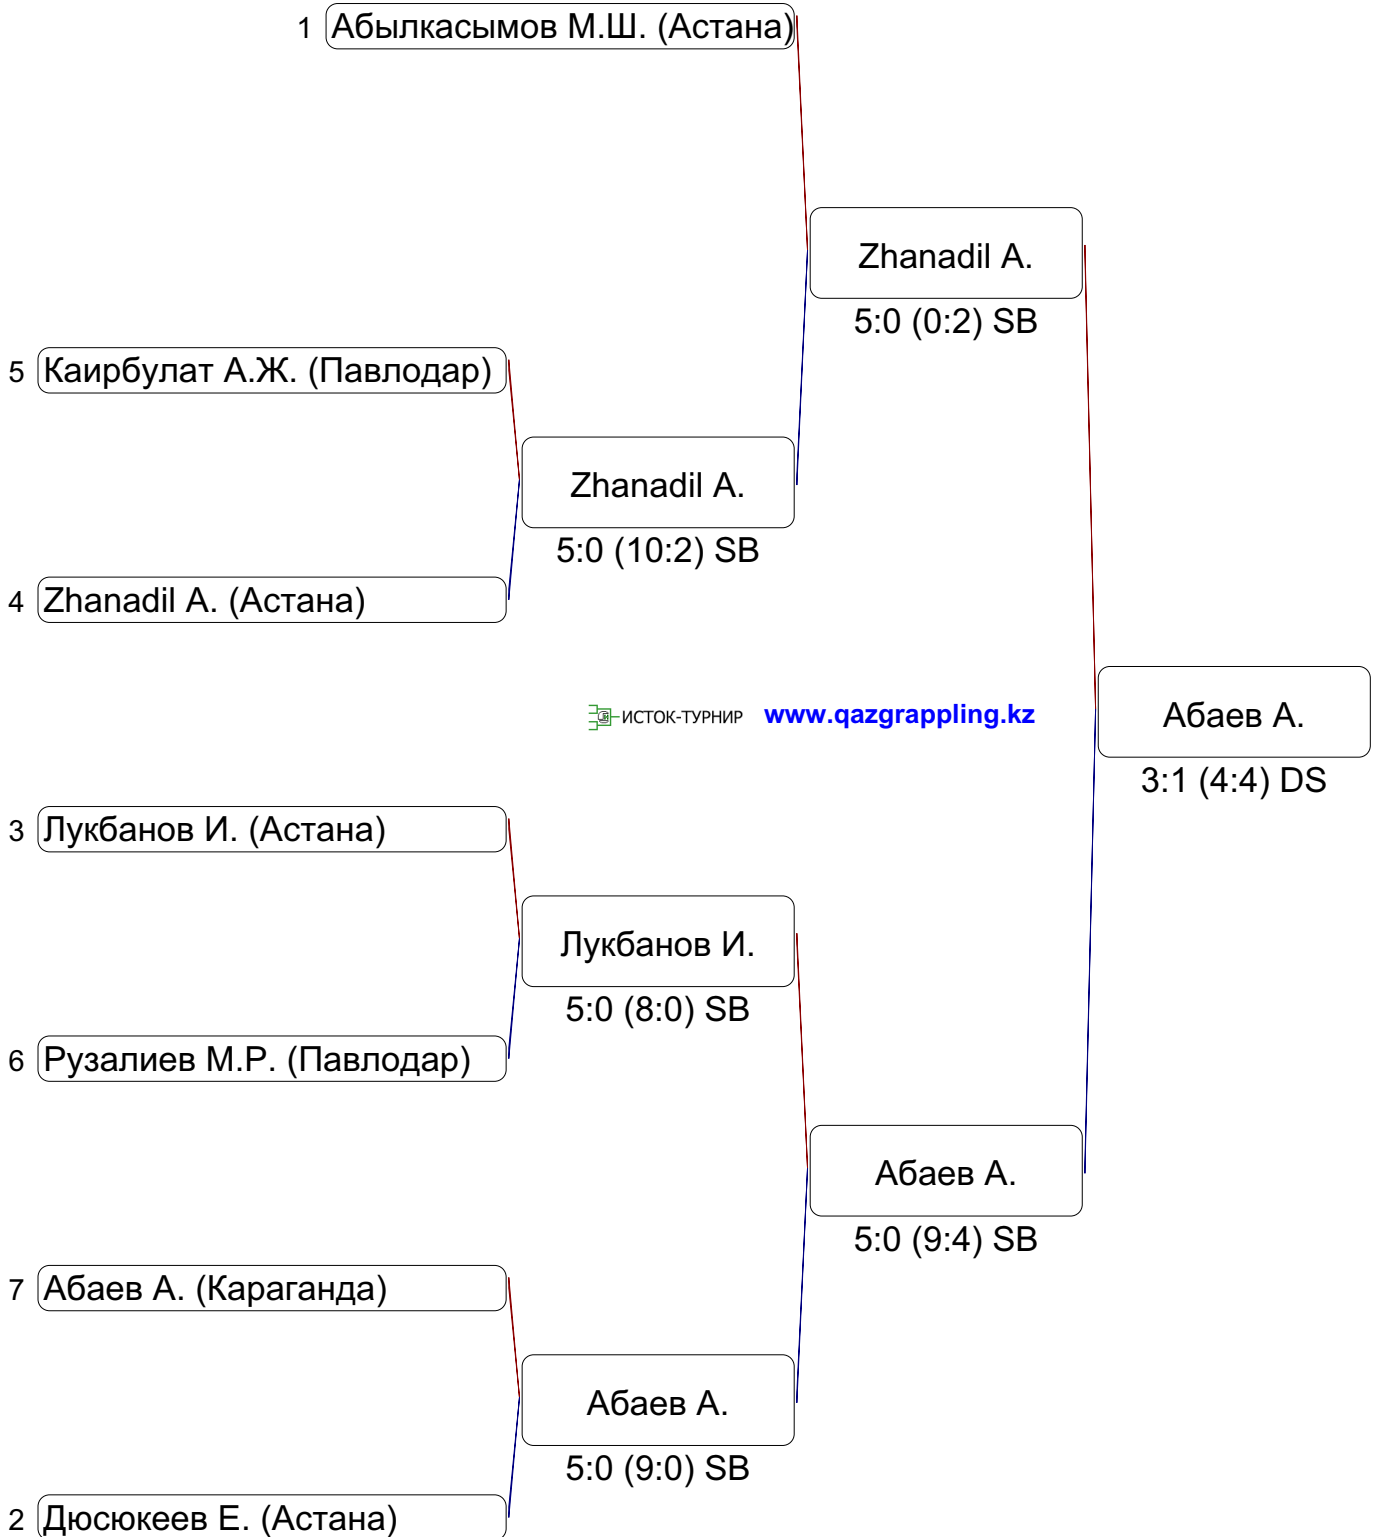 1 Абылкасымов М.Ш. (Астана)
Zhanadil A.
5:0 (0:2) SB
5 Каирбулат А.Ж. (Павлодар)
Zhanadil A.
5:0 (10:2) SB
4 Zhanadil A. (Астана)
ИСТОК-ТУРНИР www.qazgrappling.kz
Абаев А.
3:1 (4:4) DS
3 Лукбанов И. (Астана)
Лукбанов И.
5:0 (8:0) SB
6 Рузалиев М.Р. (Павлодар)
Абаев А.
5:0 (9:4) SB
7 Абаев А. (Караганда)
Абаев А.
5:0 (9:0) SB
2 Дюсюкеев Е. (Астана)